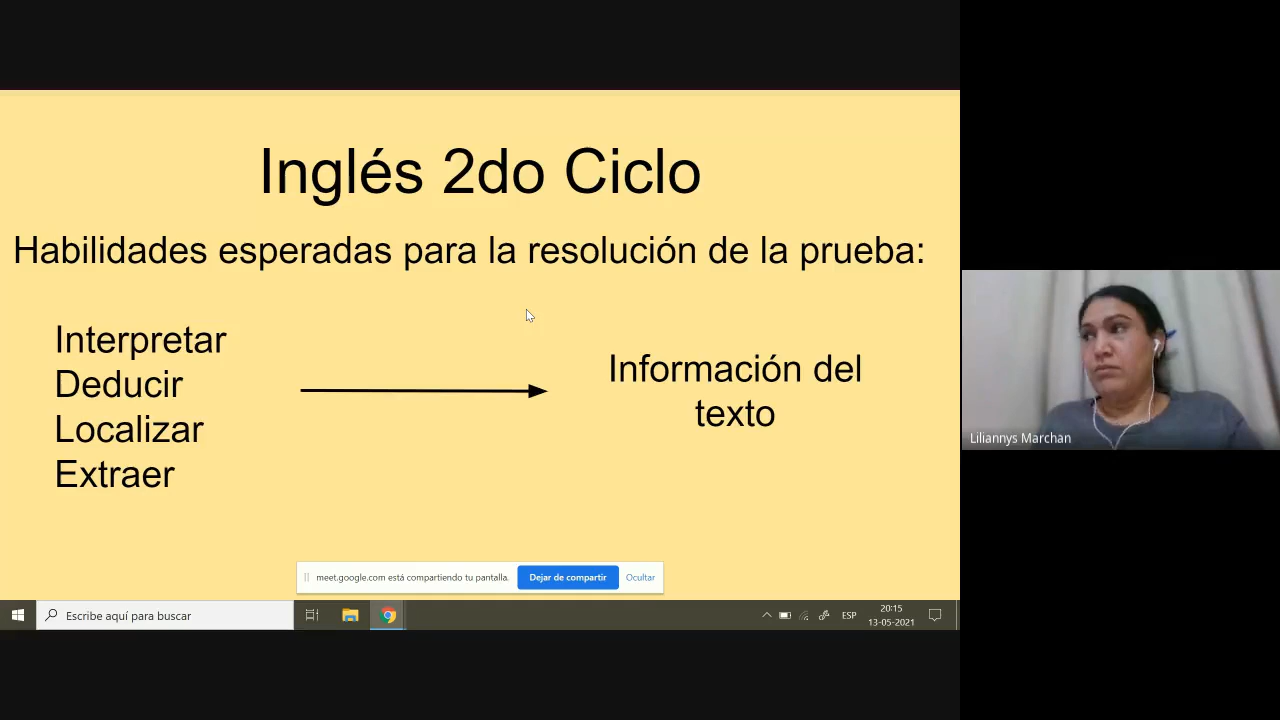 Inglés 2do Ciclo
Habilidades esperadas para la resolución de la prueba:
Interpretar
Deducir
Localizar
Extraer
Información del
texto
Liliannys Marchan
meet.google.com está compartiendo tu pantalla.
Dejar de compartir
Ocultar
Escribe aquí para buscar
ESP
20:15
13-05-2021